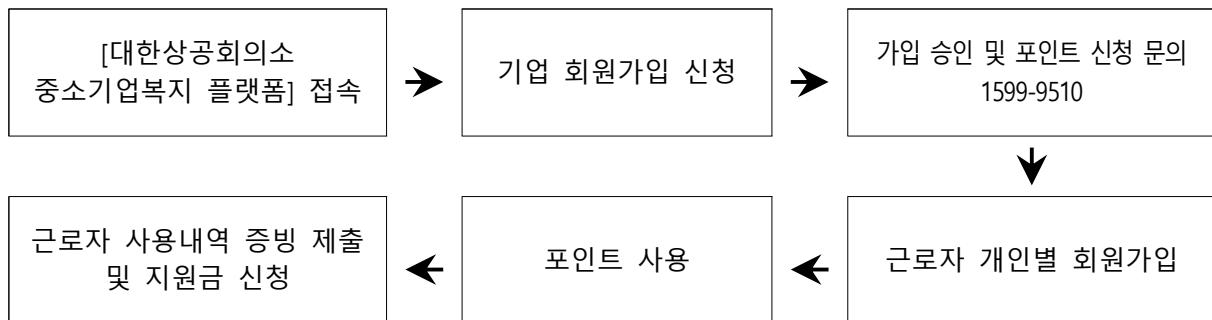 [대한상공회의소
중소기업복지 플랫폼] 접속
기업 회원가입 신청
가입 승인 및 포인트 신청 문의
1599-9510
근로자 개인별 회원가입
포인트 사용
근로자 사용내역 증빙 제출
및 지원금 신청